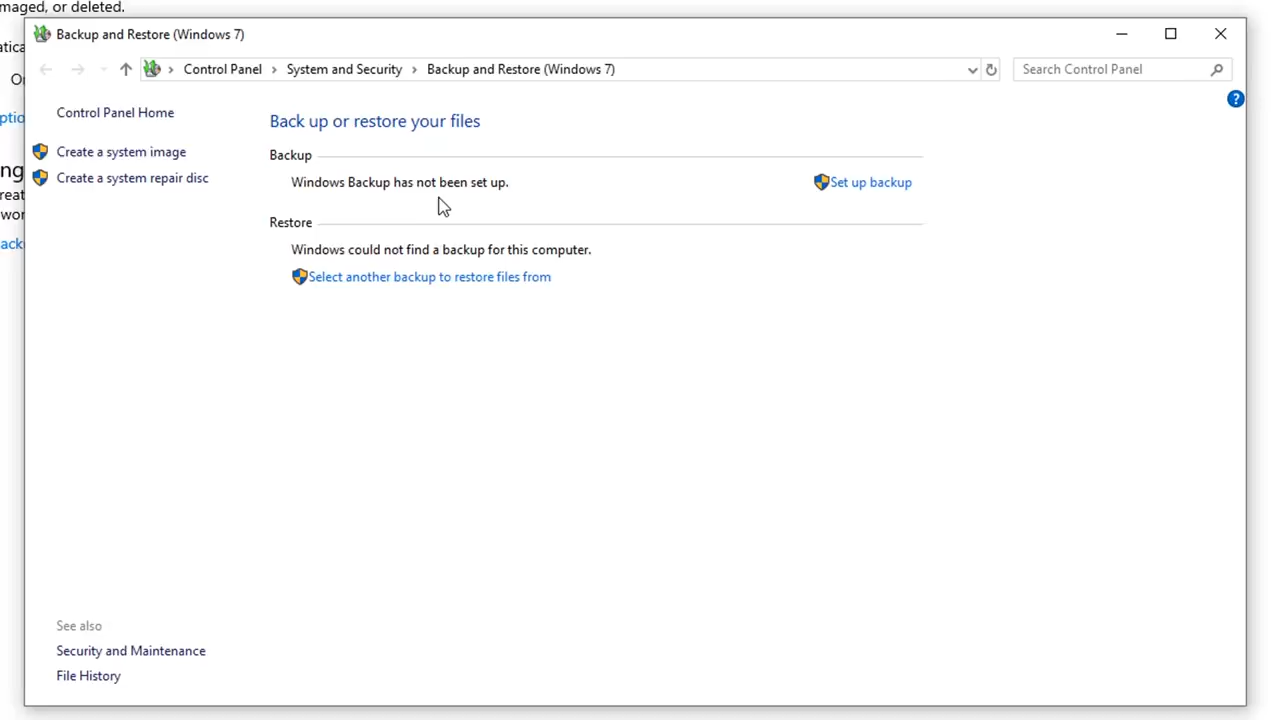 maged, or deleted.
Backup and Restore (Windows 7)
Control Panel › System and Security › Backup and Restore (Windows 7)
Search Control Panel
Control Panel Home
Create a system image
Create a system repair disc
Back up or restore your files
Backup
Windows Backup has not been set up.
Set up backup
Restore
Windows could not find a backup for this computer.
Select another backup to restore files from
See also
Security and Maintenance
File History